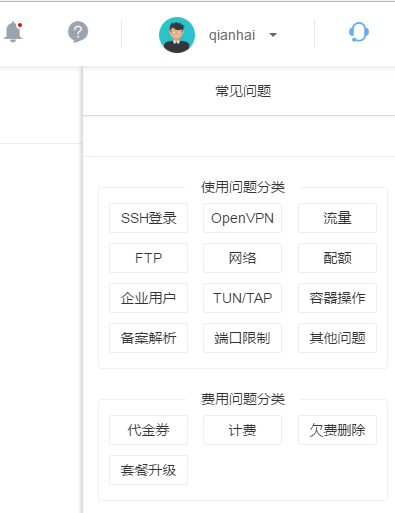 qianhai
常见问题
使用问题分类
SSH登录 OpenVPN 流量
FTP 网络 配额
企业用户 TUN/TAP 容器操作
备案解析 端口限制 其他问题
费用问题分类
代金券 计费 欠费删除
套餐升级